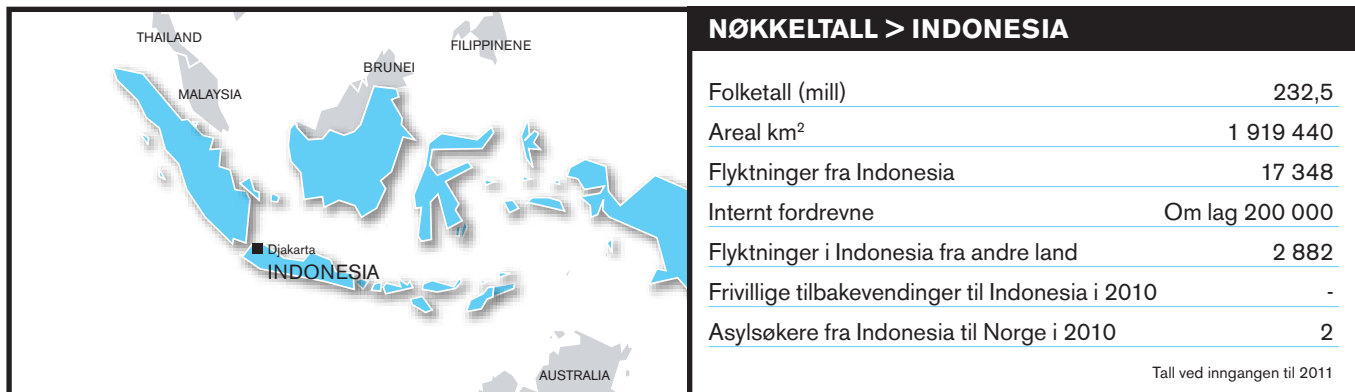 THAILAND
FILIPPINENE
BRUNEI
MALAYSIA
Djakarta
INDONESIA
AUSTRALIA
NØKKELTALL > INDONESIA
Folketall (mill) 232,5
Areal km² 1 919 440
Flyktninger fra Indonesia 17 348
Internt fordrevne Om lag 200 000
Flyktninger i Indonesia fra andre land 2 882
Frivillige tilbakevendinger til Indonesia i 2010 -
Asylsøkere fra Indonesia til Norge i 2010 2
Tall ved inngangen til 2011